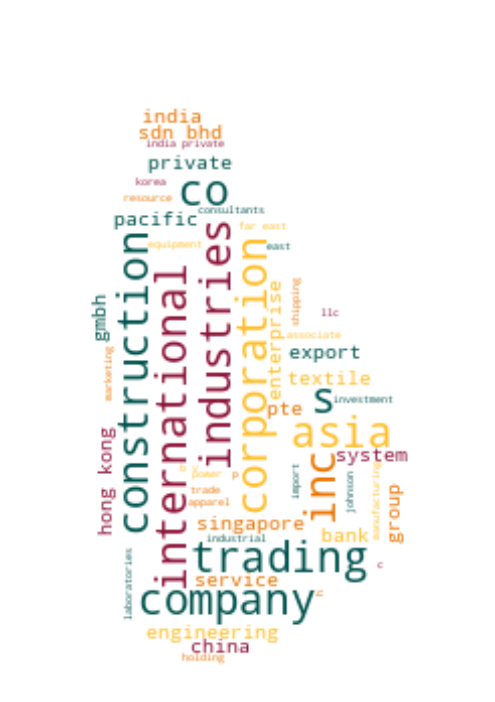 india
sdn bhd
india private
private
korea
co
resource
consultants
pacific
far east
equipment
east
construction
international
industries
corporation
enterprise
shipping
gmbh
llc
associate
marketing
export
textile
pte
s
investment
asia
hong kong
system
inc
b v
power
p
import
johnson
manufacturing
group
trade
apparel
singapore
bank
industrial
trading
c
service
laboratories
company
c
engineering
china
holding